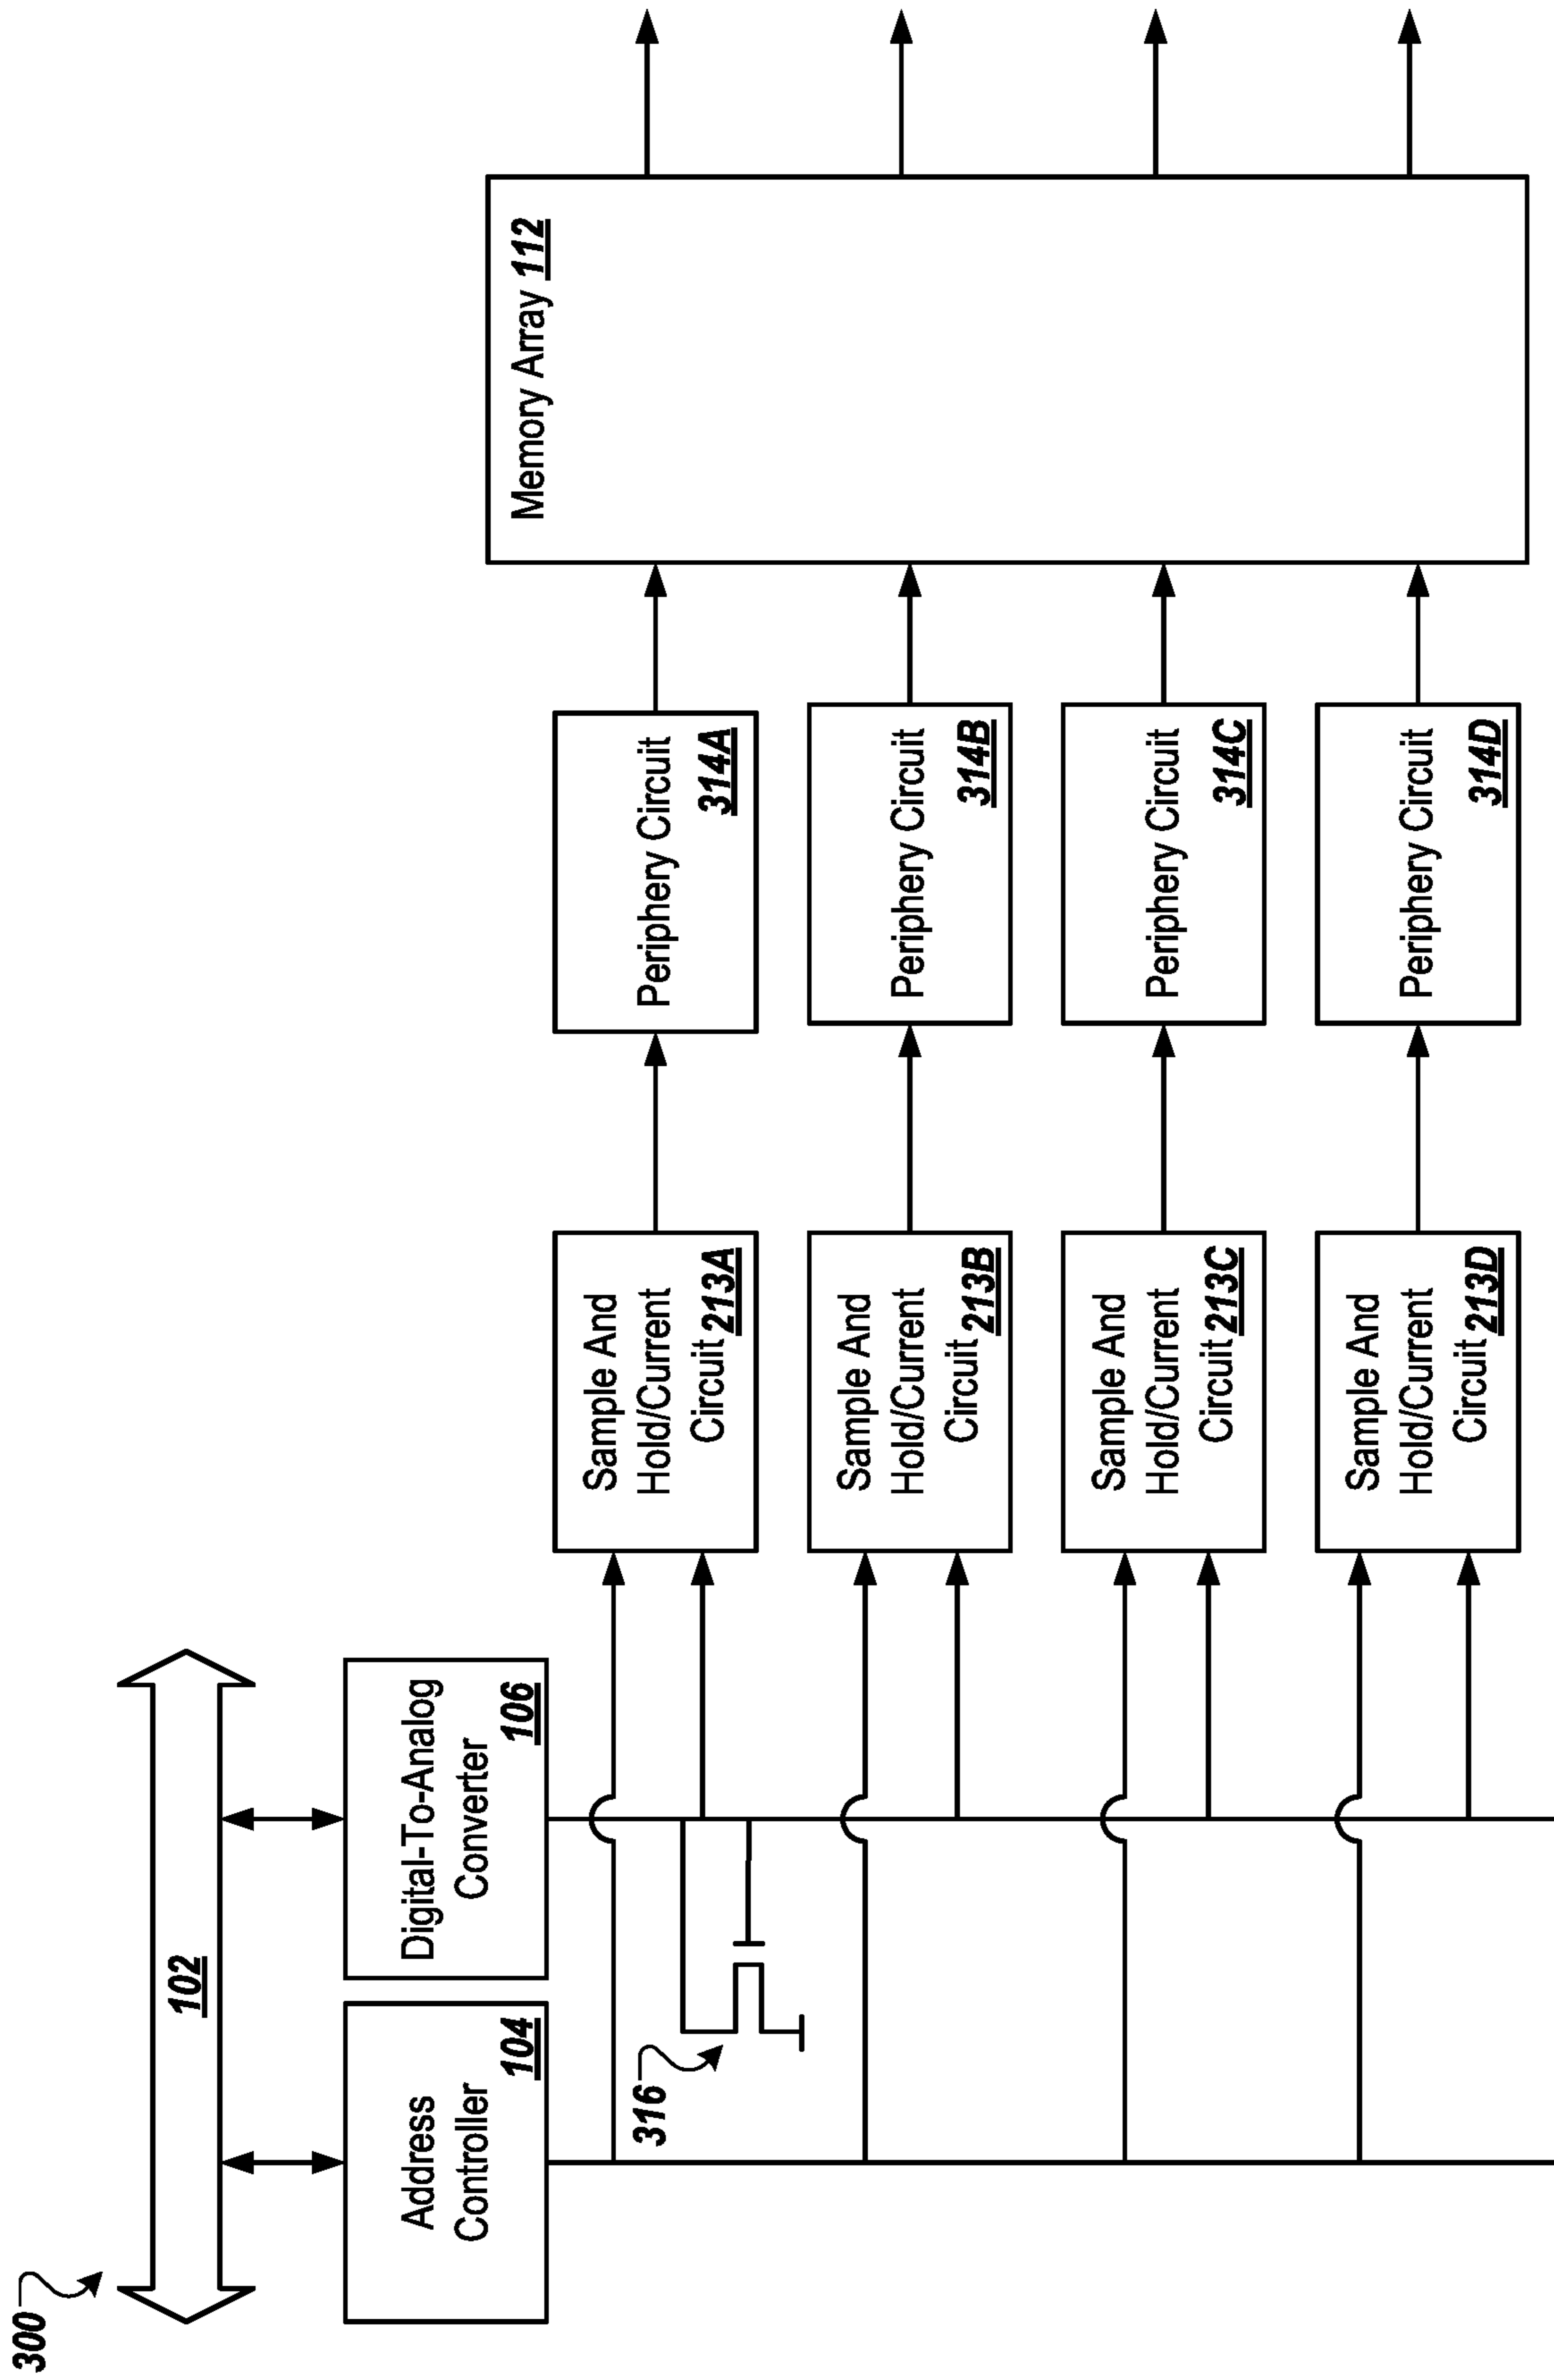 300
102
Address
Controller
104
Digital-To-Analog
Converter
106
316
Sample And
Hold/Current
Circuit 213A
Sample And
Hold/Current
Circuit 213B
Sample And
Hold/Current
Circuit 213C
Sample And
Hold/Current
Circuit 213D
Periphery Circuit
314A
Periphery Circuit
314B
Periphery Circuit
314C
Periphery Circuit
314D
Memory Array 112